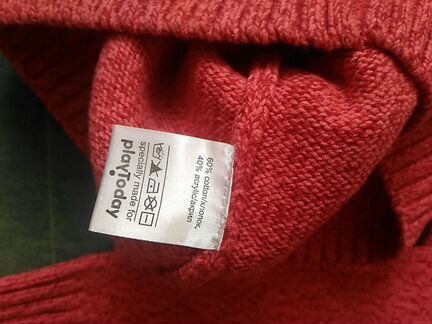 60% cotton/хлопок,
40% acrylic/акрил
specially made for
playToday